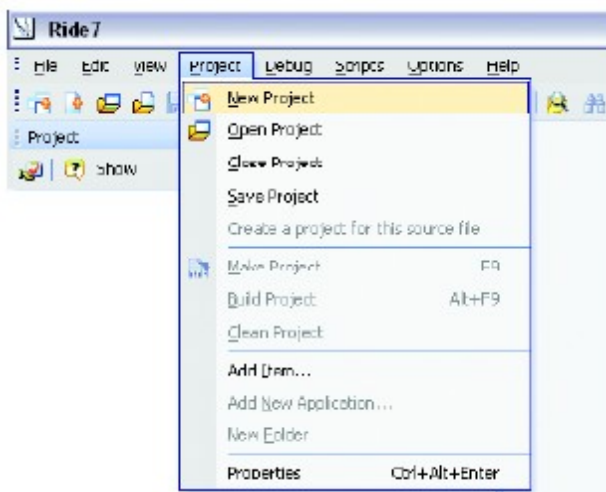 Ride7
File Edit View Project Debug Scripts Options Help
New Project
Project
Open Project
Show
Close Project
Save Project
Create a project for this source file
Make Project F9
Build Project Alt+F9
Clean Project
Add Item...
Add New Application...
New Folder
Properties Ctrl+Alt+Enter